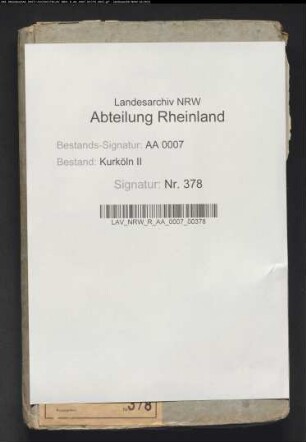 Landesarchiv NRW
Abteilung Rheinland
Bestands-Signatur: AA 0007
Bestand: Kurköln II
Signatur: Nr. 378
LAV_NRW_R_AA_0007_00378
378